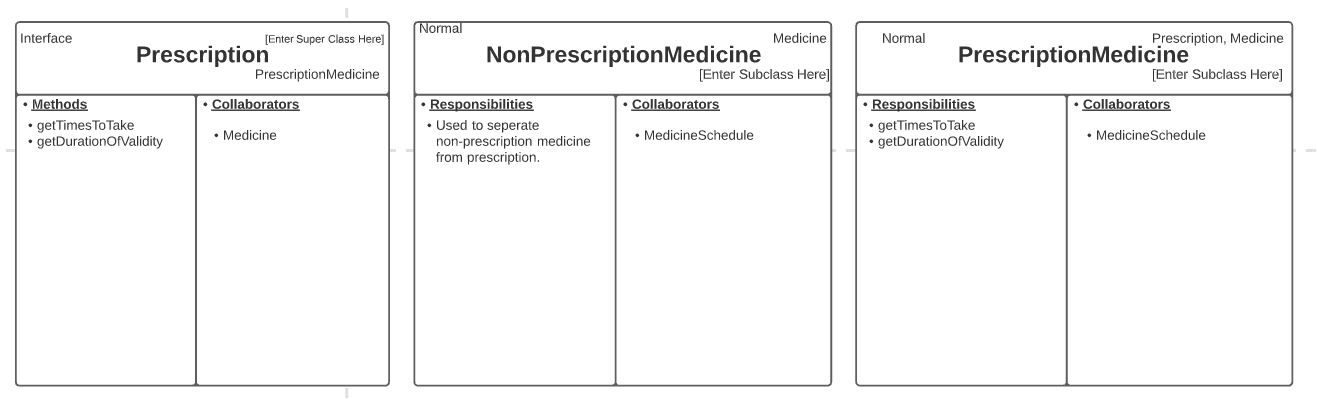 Interface
[Enter Super Class Here]
Prescription
PrescriptionMedicine
• Methods
• getTimesToTake
• getDurationOfValidity
• Collaborators
• Medicine
Normal
Medicine
NonPrescriptionMedicine
[Enter Subclass Here]
• Responsibilities
• Used to seperate
non-prescription medicine
from prescription.
• Collaborators
• MedicineSchedule
Normal
Prescription, Medicine
PrescriptionMedicine
[Enter Subclass Here]
• Responsibilities
• getTimesToTake
• getDurationOfValidity
• Collaborators
• MedicineSchedule